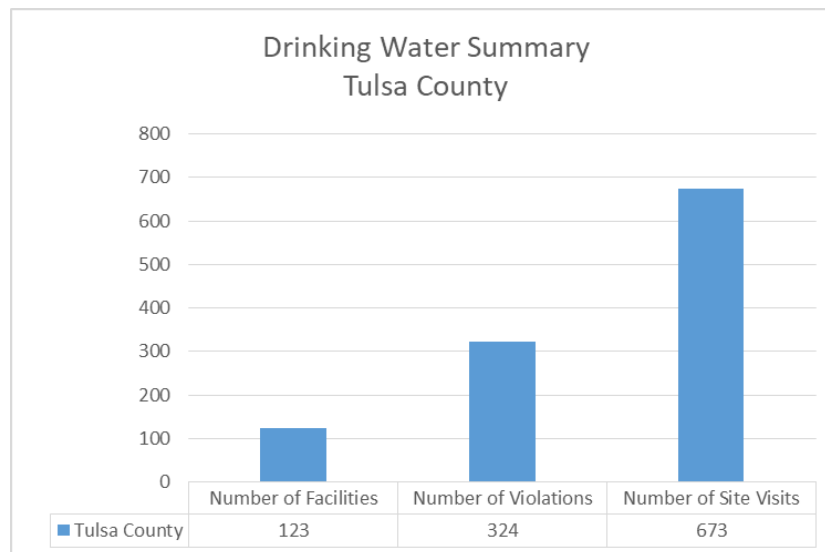 Drinking Water Summary
Tulsa County
800
700
600
500
400
300
200
100
0
Number of Facilities Number of Violations Number of Site Visits
Tulsa County 123 324 673